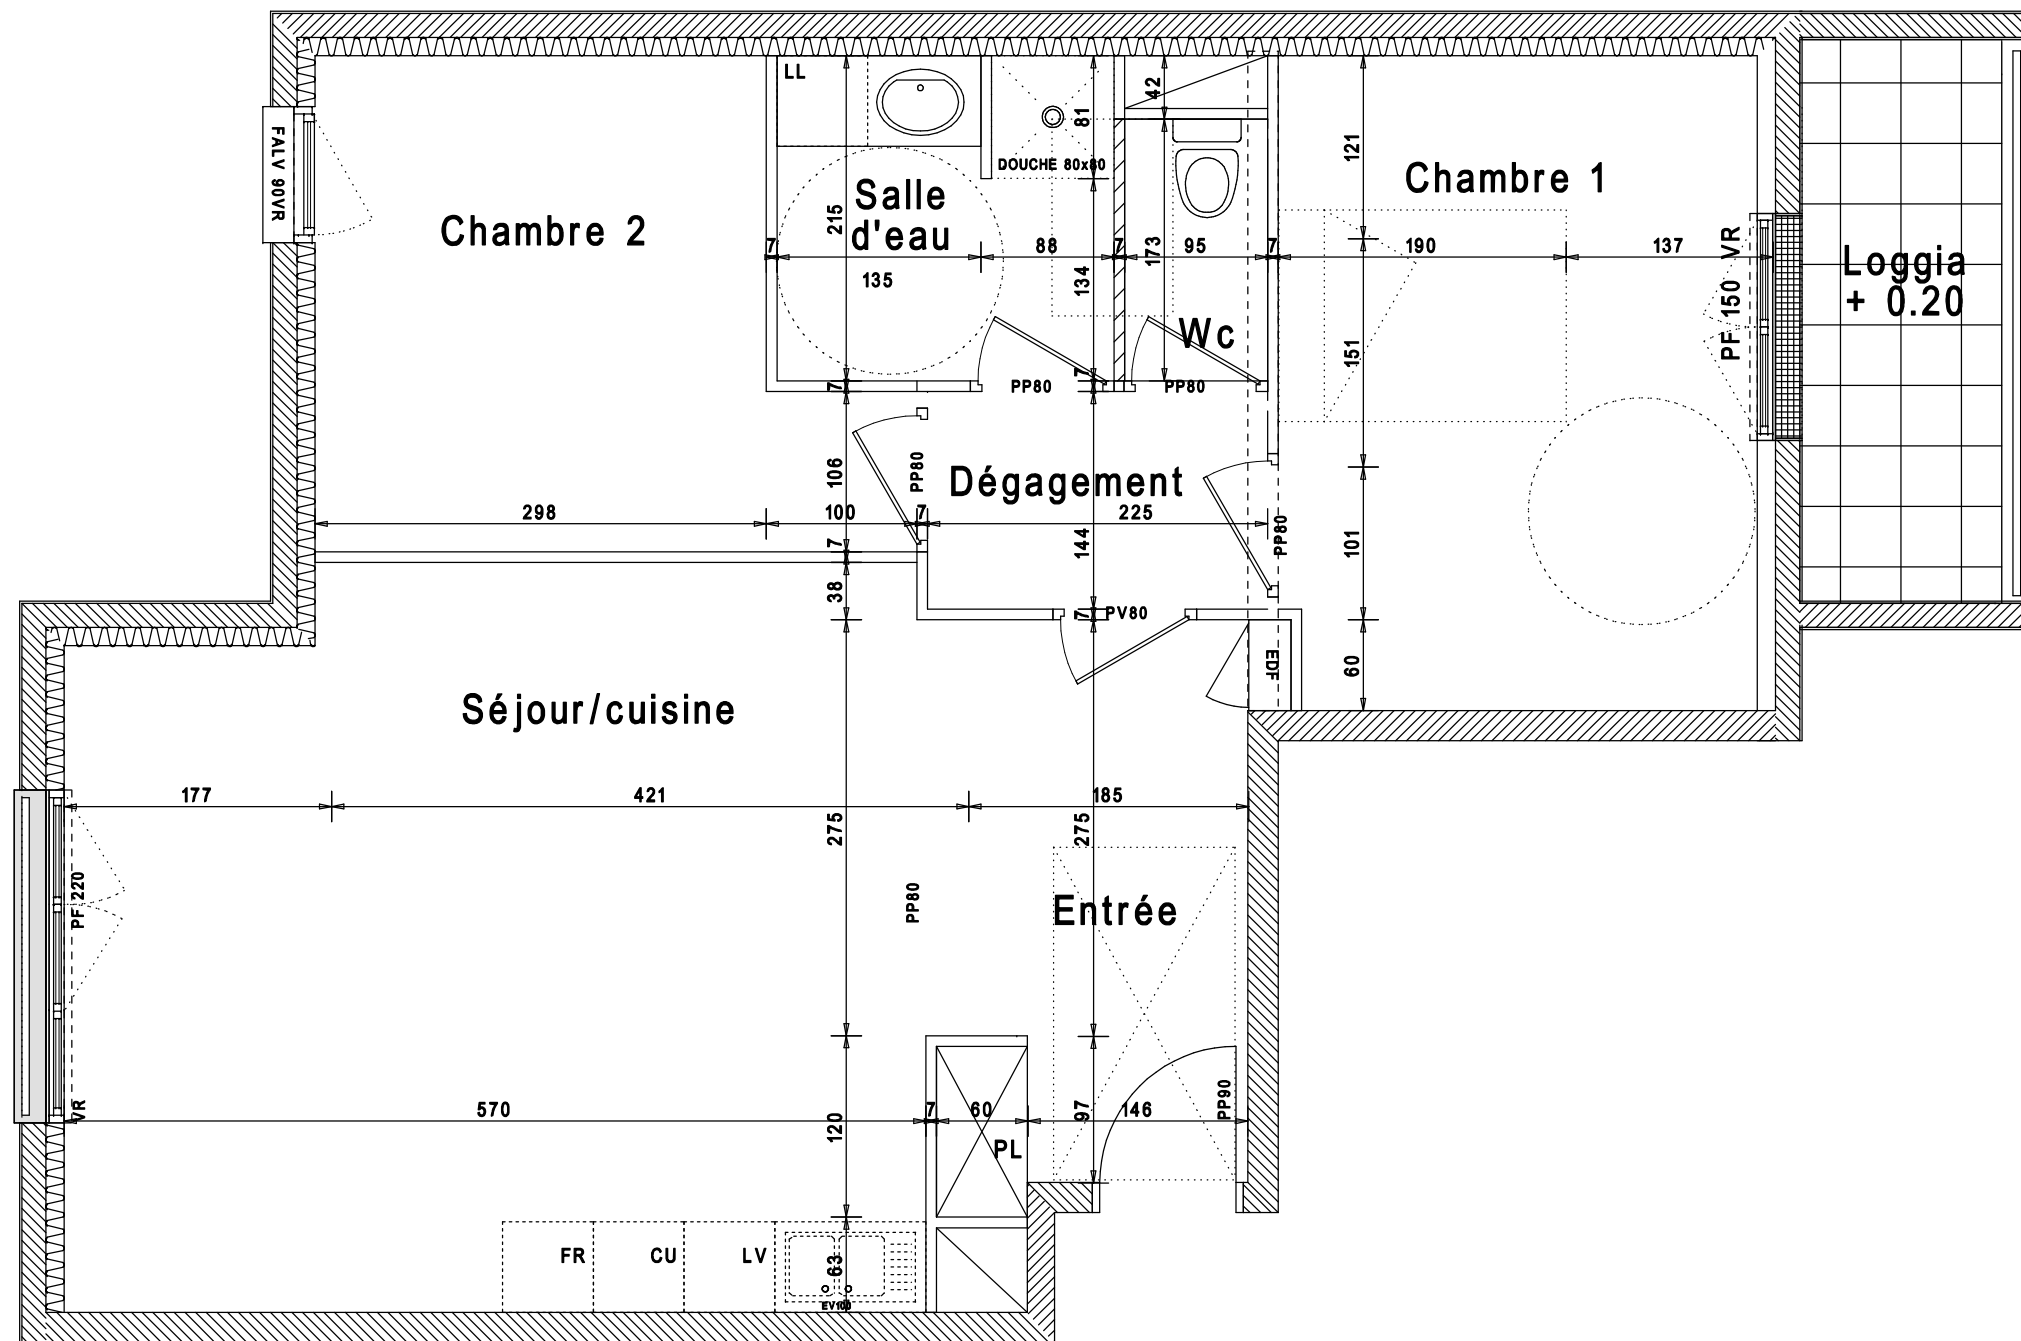 LL
42
81
FALV 90VR
DOUCHE 80x80
121
Chambre 1
Salle
d'eau
Chambre 2
215
7
135
88
7
173
95
7
190
137
PF 150 VR
Loggia
+ 0.20
134
Wc
151
7
7
PP80
PP80
106
PP80
Dégagement
298
100
7
225
144
PP80
101
7
38
7
PV80
60
EDF
Séjour/cuisine
177
421
185
275
275
PF 220
VR
PP80
Entrée
570
7
60
97
146
PP90
120
PL
FR
CU
LV
63
EV100